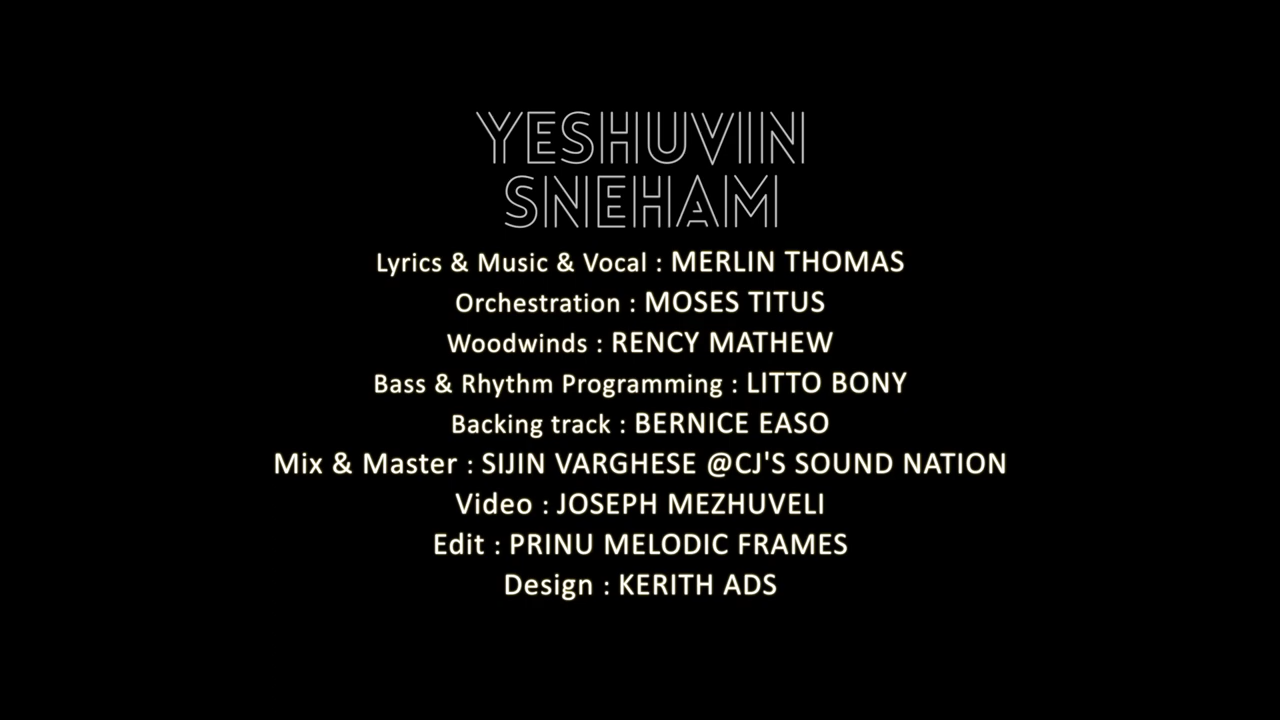 YESHUVIN
SNEHAM
Lyrics & Music & Vocal : MERLIN THOMAS
Orchestration : MOSES TITUS
Woodwinds : RENCY MATHEW
Bass & Rhythm Programming : LITTO BONY
Backing track : BERNICE EASO
Mix & Master : SIJIN VARGHESE @CJ'S SOUND NATION
Video : JOSEPH MEZHUVELI
Edit : PRINU MELODIC FRAMES
Design : KERITH ADS